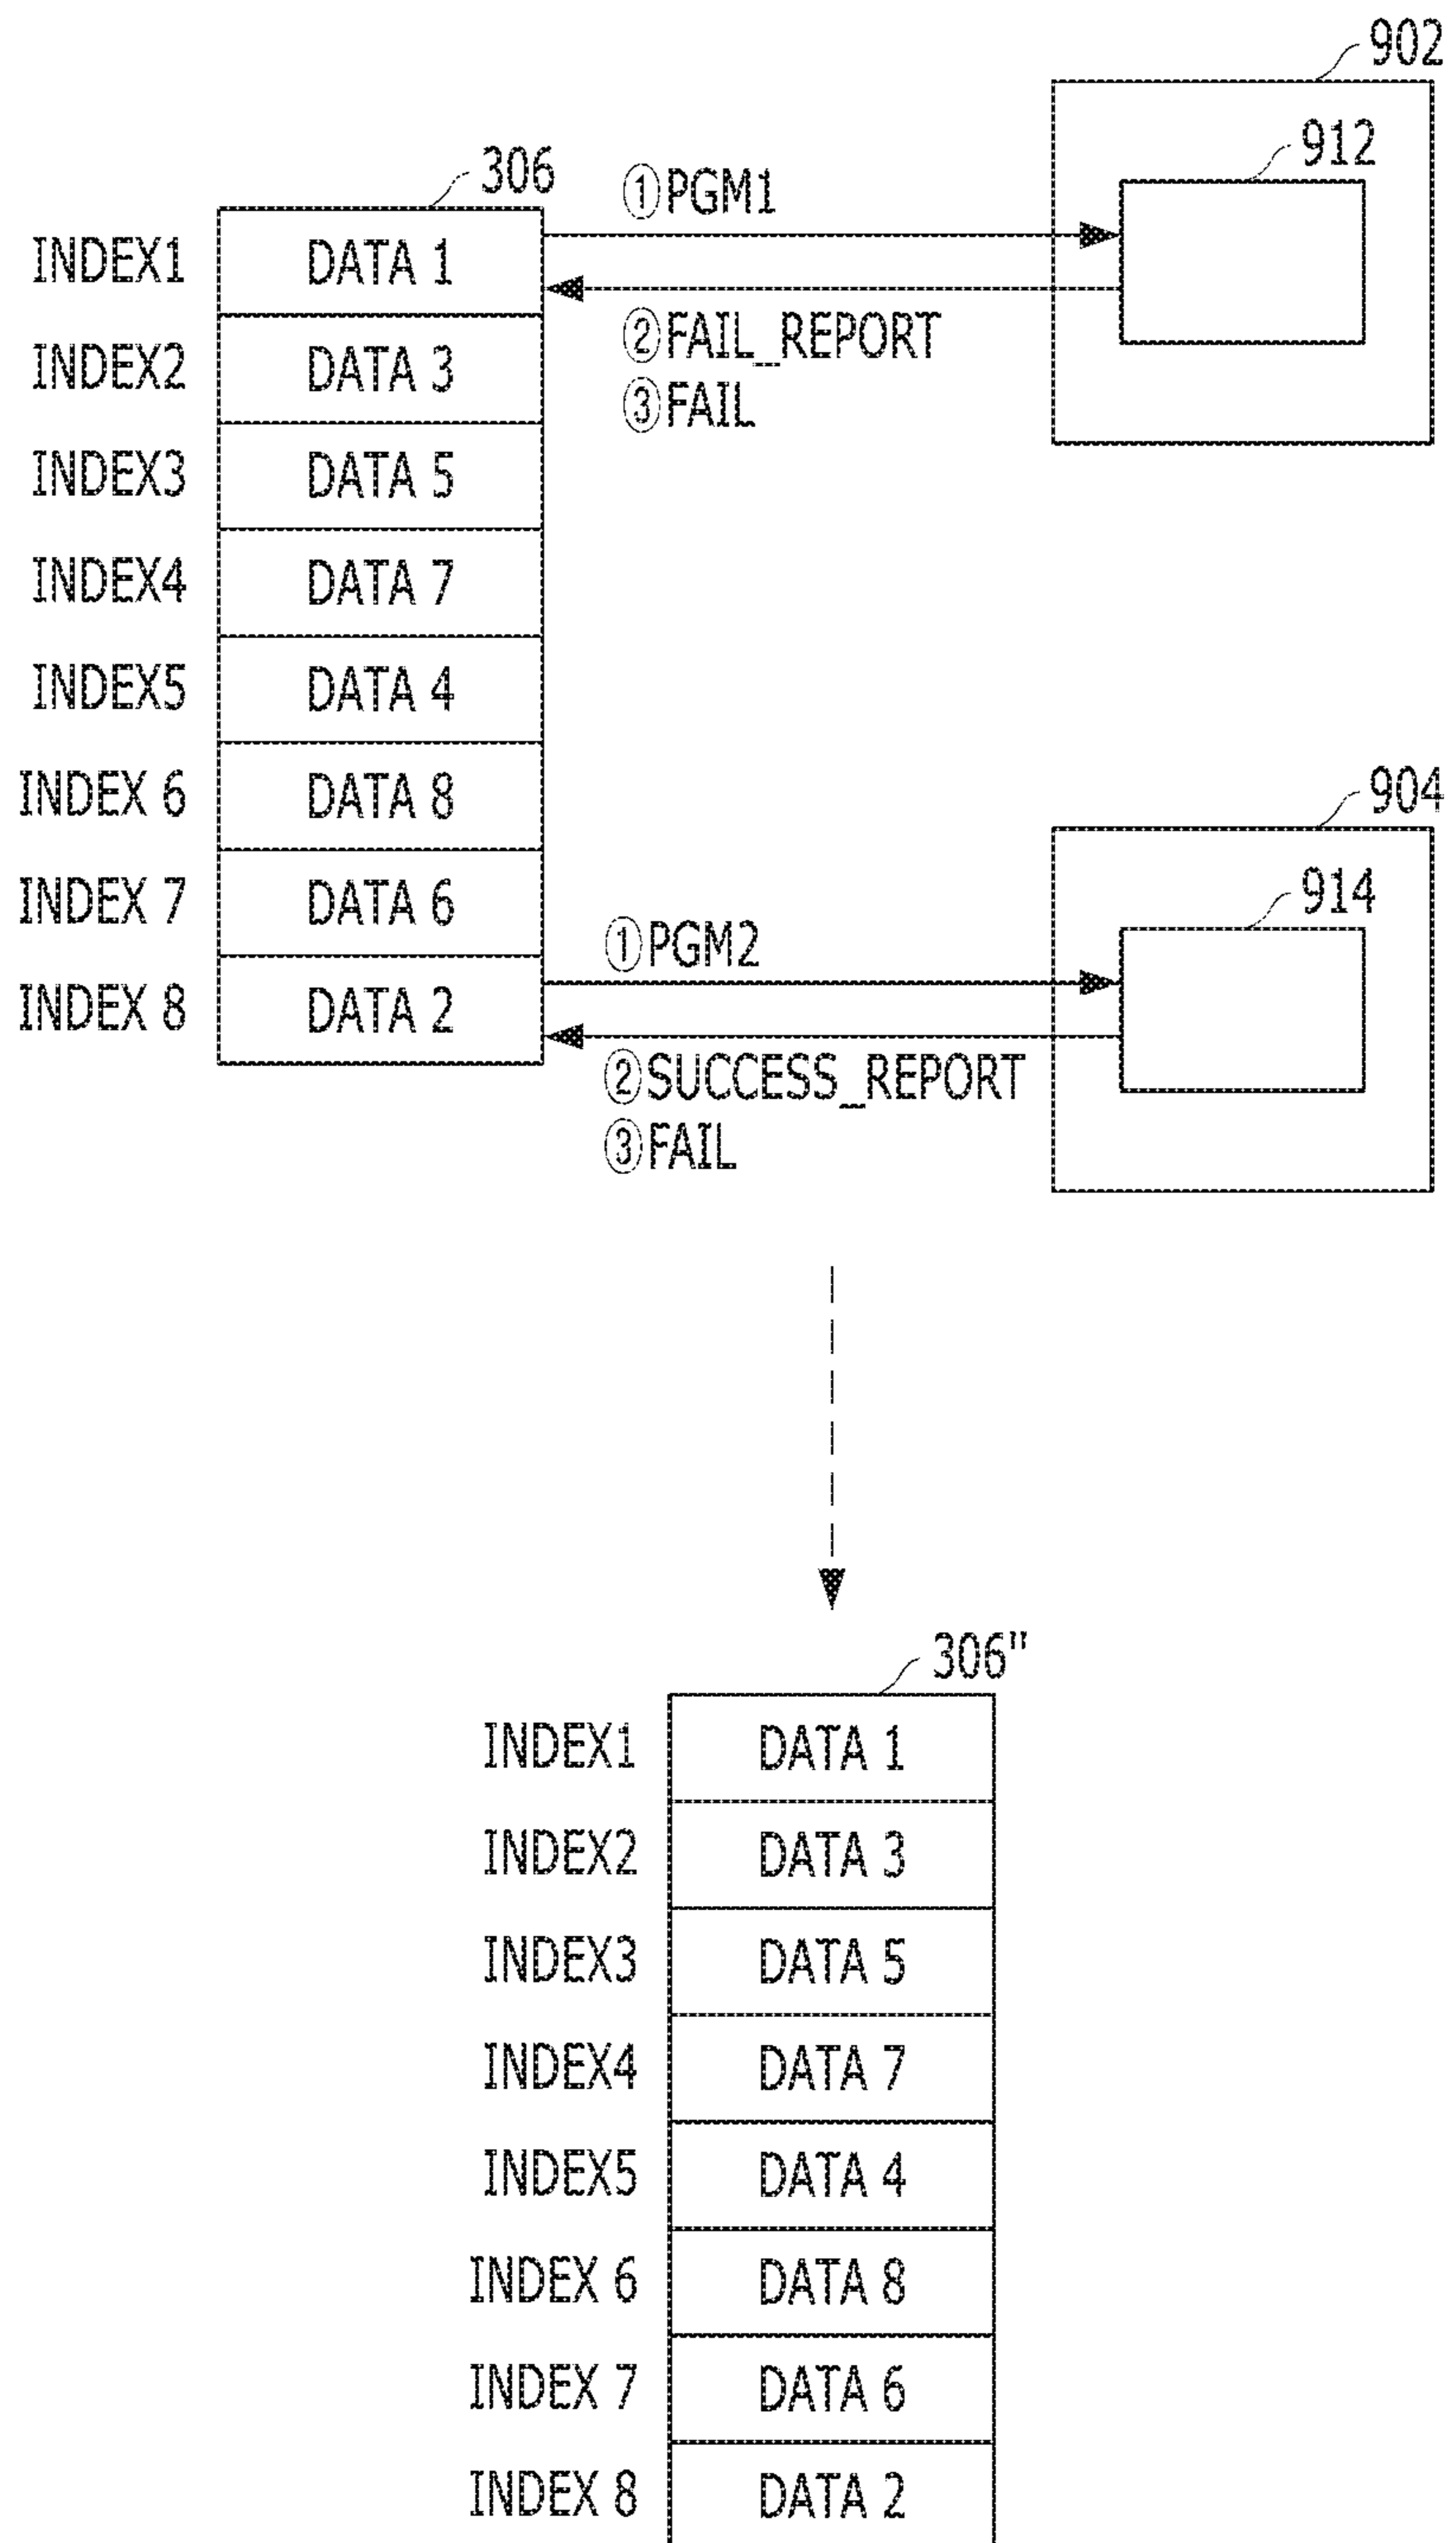 902
912
306
①PGM1
INDEX1 DATA 1
②FAIL_REPORT
INDEX2 DATA 3
③FAIL
INDEX3 DATA 5
INDEX4 DATA 7
INDEX5 DATA 4
INDEX 6 DATA 8
904
INDEX 7 DATA 6
914
①PGM2
INDEX 8 DATA 2
②SUCCESS_REPORT
③FAIL
306"
INDEX1 DATA 1
INDEX2 DATA 3
INDEX3 DATA 5
INDEX4 DATA 7
INDEX5 DATA 4
INDEX 6 DATA 8
INDEX 7 DATA 6
INDEX 8 DATA 2